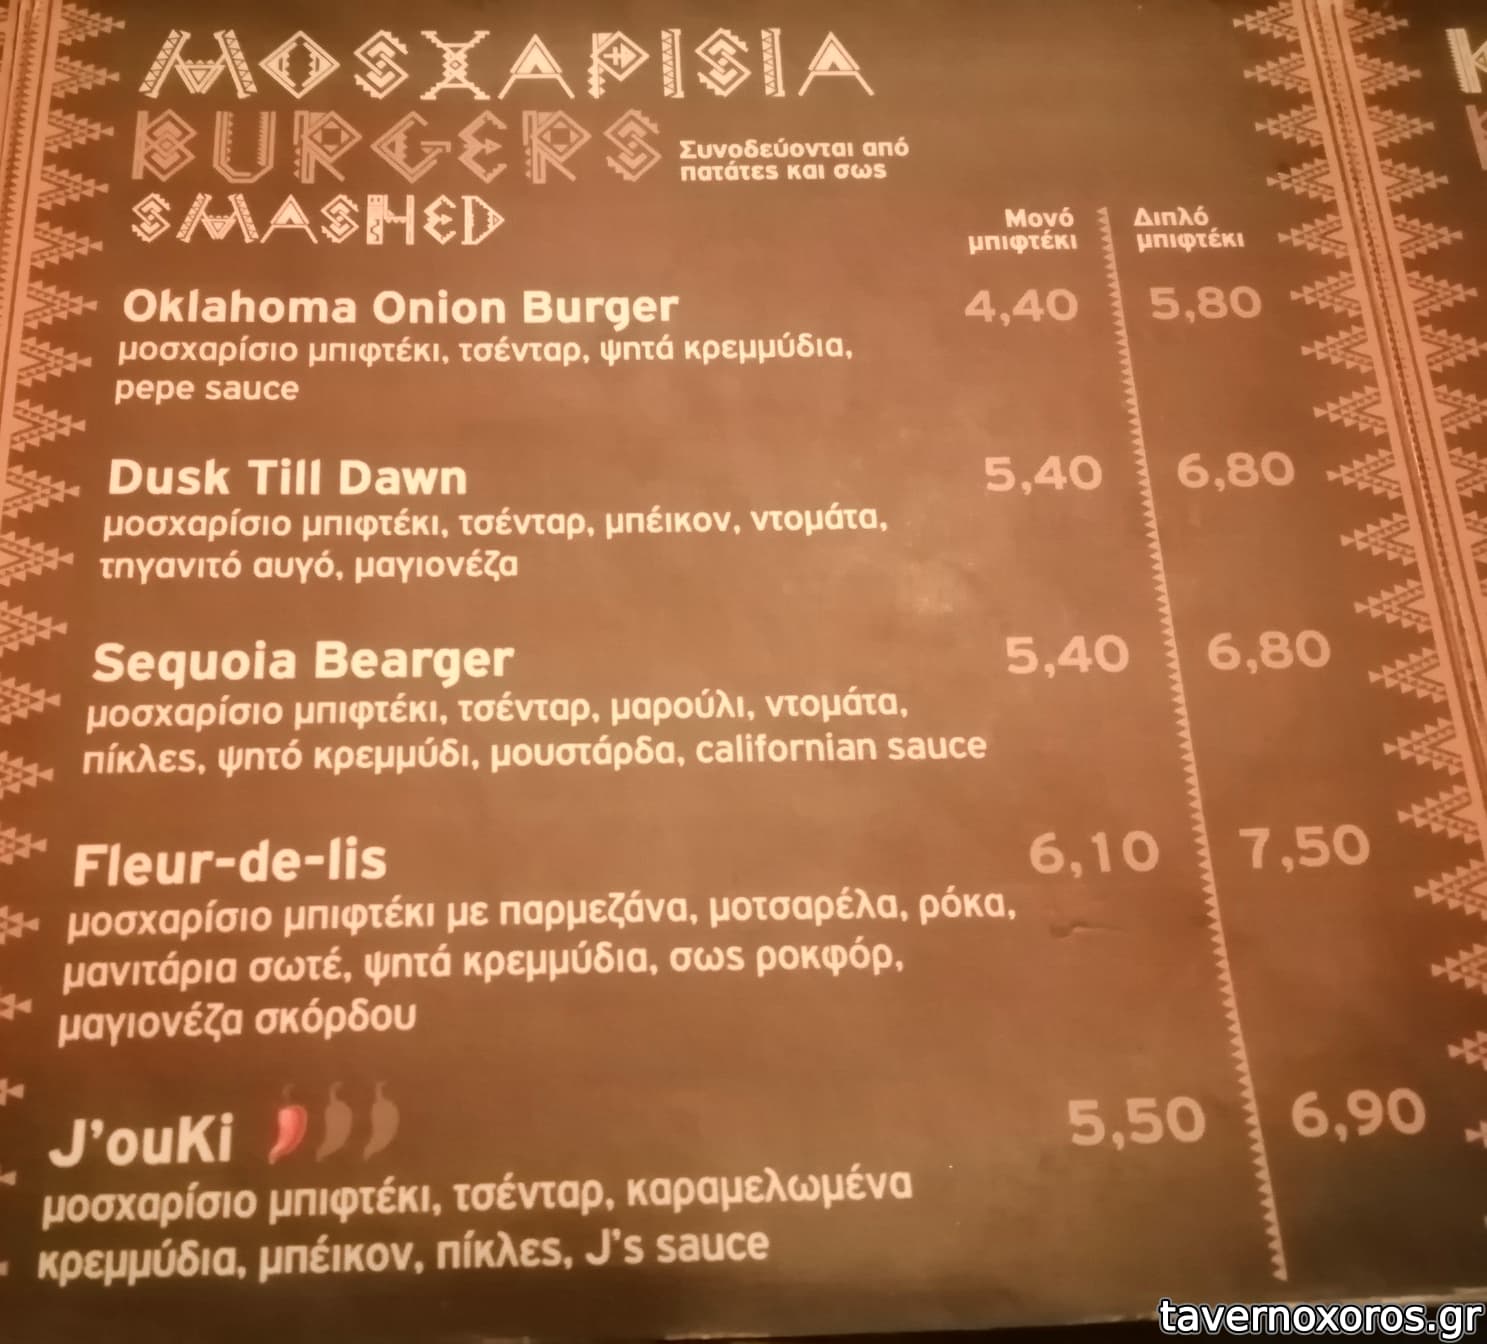 ΜΟΣΧΑΡΙΣΙΑ
BURGERS
Συνοδεύονται από
πατάτες και σως
SMASHED
Μονό
μπιφτέκι
Διπλό
μπιφτέκι
Oklahoma Onion Burger 4,40 5,80
μοσχαρίσιο μπιφτέκι, τσένταρ, ψητά κρεμμύδια,
pepe sauce
Dusk Till Dawn 5,40 6,80
μοσχαρίσιο μπιφτέκι, τσένταρ, μπέικον, ντομάτα,
τηγανιτό αυγό, μαγιονέζα
Sequoia Bearger 5,40 6,80
μοσχαρίσιο μπιφτέκι, τσένταρ, μαρούλι, ντομάτα,
πίκλες, ψητό κρεμμύδι, μουστάρδα, californian sauce
Fleur-de-lis 6,10 7,50
μοσχαρίσιο μπιφτέκι με παρμεζάνα, μοτσαρέλα, ρόκα,
μανιτάρια σωτέ, ψητά κρεμμύδια, σως ροκφόρ,
μαγιονέζα σκόρδου
J'ouKi 5,50 6,90
μοσχαρίσιο μπιφτέκι, τσένταρ, καραμελωμένα
κρεμμύδια, μπέικον, πίκλες, J's sauce
tavernoxoros.gr